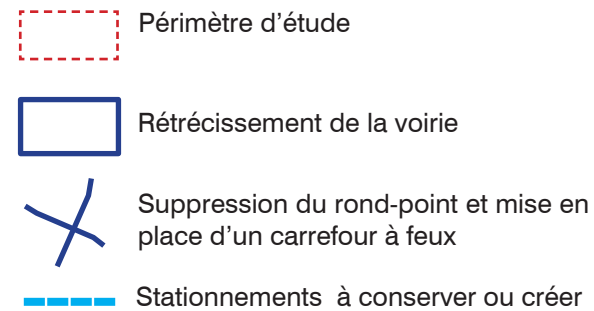 Périmètre d'étude
Rétrécissement de la voirie
Suppression du rond-point et mise en
place d'un carrefour à feux
Stationnements à conserver ou créer